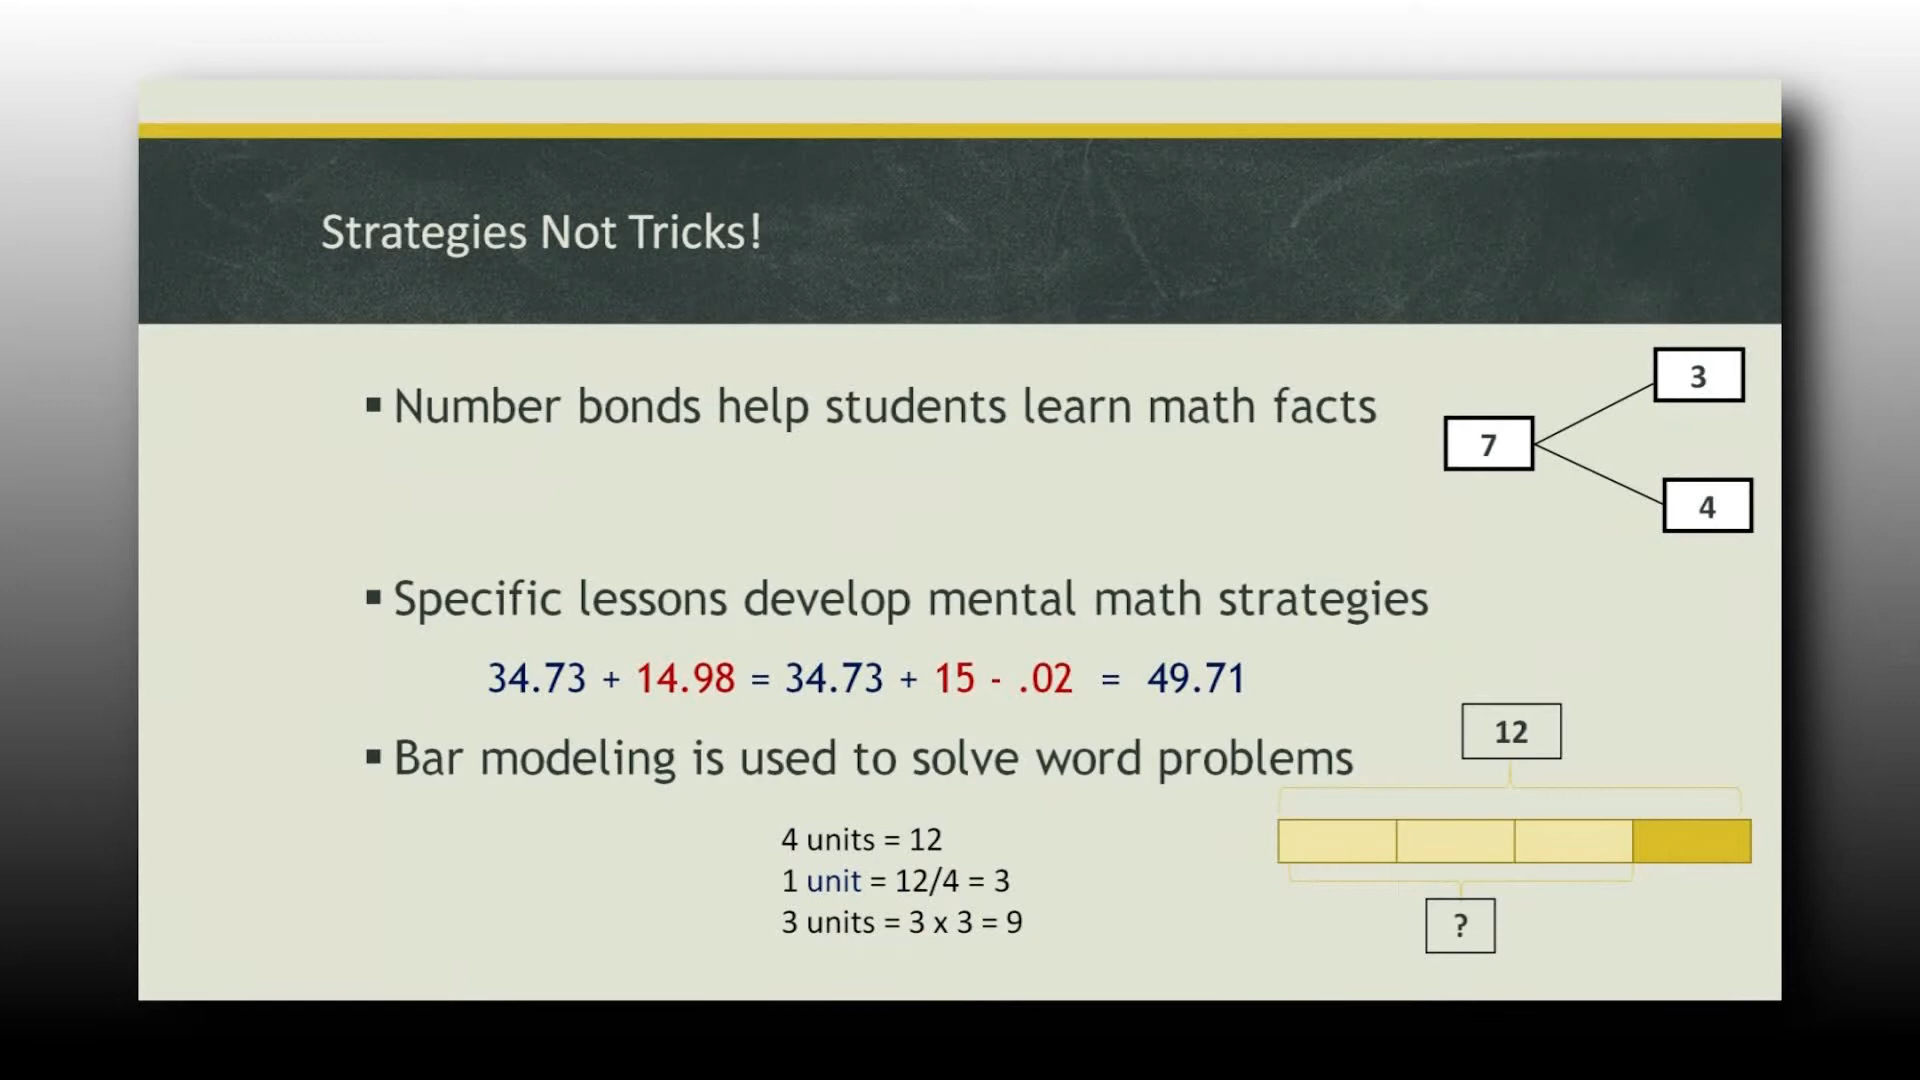 Strategies Not Tricks!
▪ Number bonds help students learn math facts
3
7
4
▪ Specific lessons develop mental math strategies
34.73 + 14.98 = 34.73 + 15 - .02 = 49.71
▪ Bar modeling is used to solve word problems
12
4 units = 12
1 unit = 12/4 = 3
3 units = 3 x 3 = 9
?